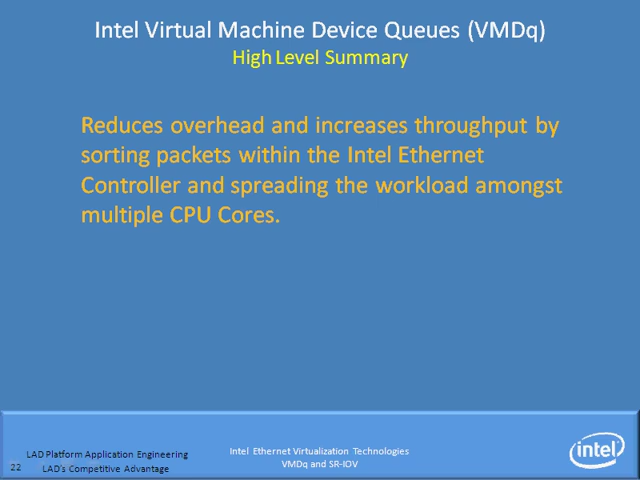 Intel Virtual Machine Device Queues (VMDq)
High Level Summary
Reduces overhead and increases throughput by
sorting packets within the Intel Ethernet
Controller and spreading the workload amongst
multiple CPU Cores.
LAD Platform Application Engineering
LAD's Competitive Advantage
22
Intel Ethernet Virtualization Technologies
VMDq and SR-IOV
intel